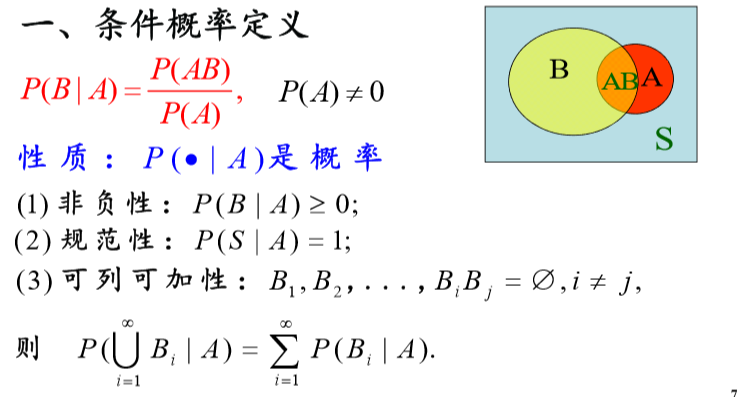 一、条件概率定义
P(B | A) = P(AB) / P(A), P(A) ≠ 0
B AB A
S
性质：P(● | A)是概率
(1) 非负性：P(B | A) ≥ 0;
(2) 规范性：P(S | A) = 1;
(3) 可列可加性：B₁, B₂, . . . , BᵢBⱼ = ∅, i ≠ j,
则 P(⋃_{i=1}^{∞} Bᵢ | A) = ∑_{i=1}^{∞} P(Bᵢ | A).
7